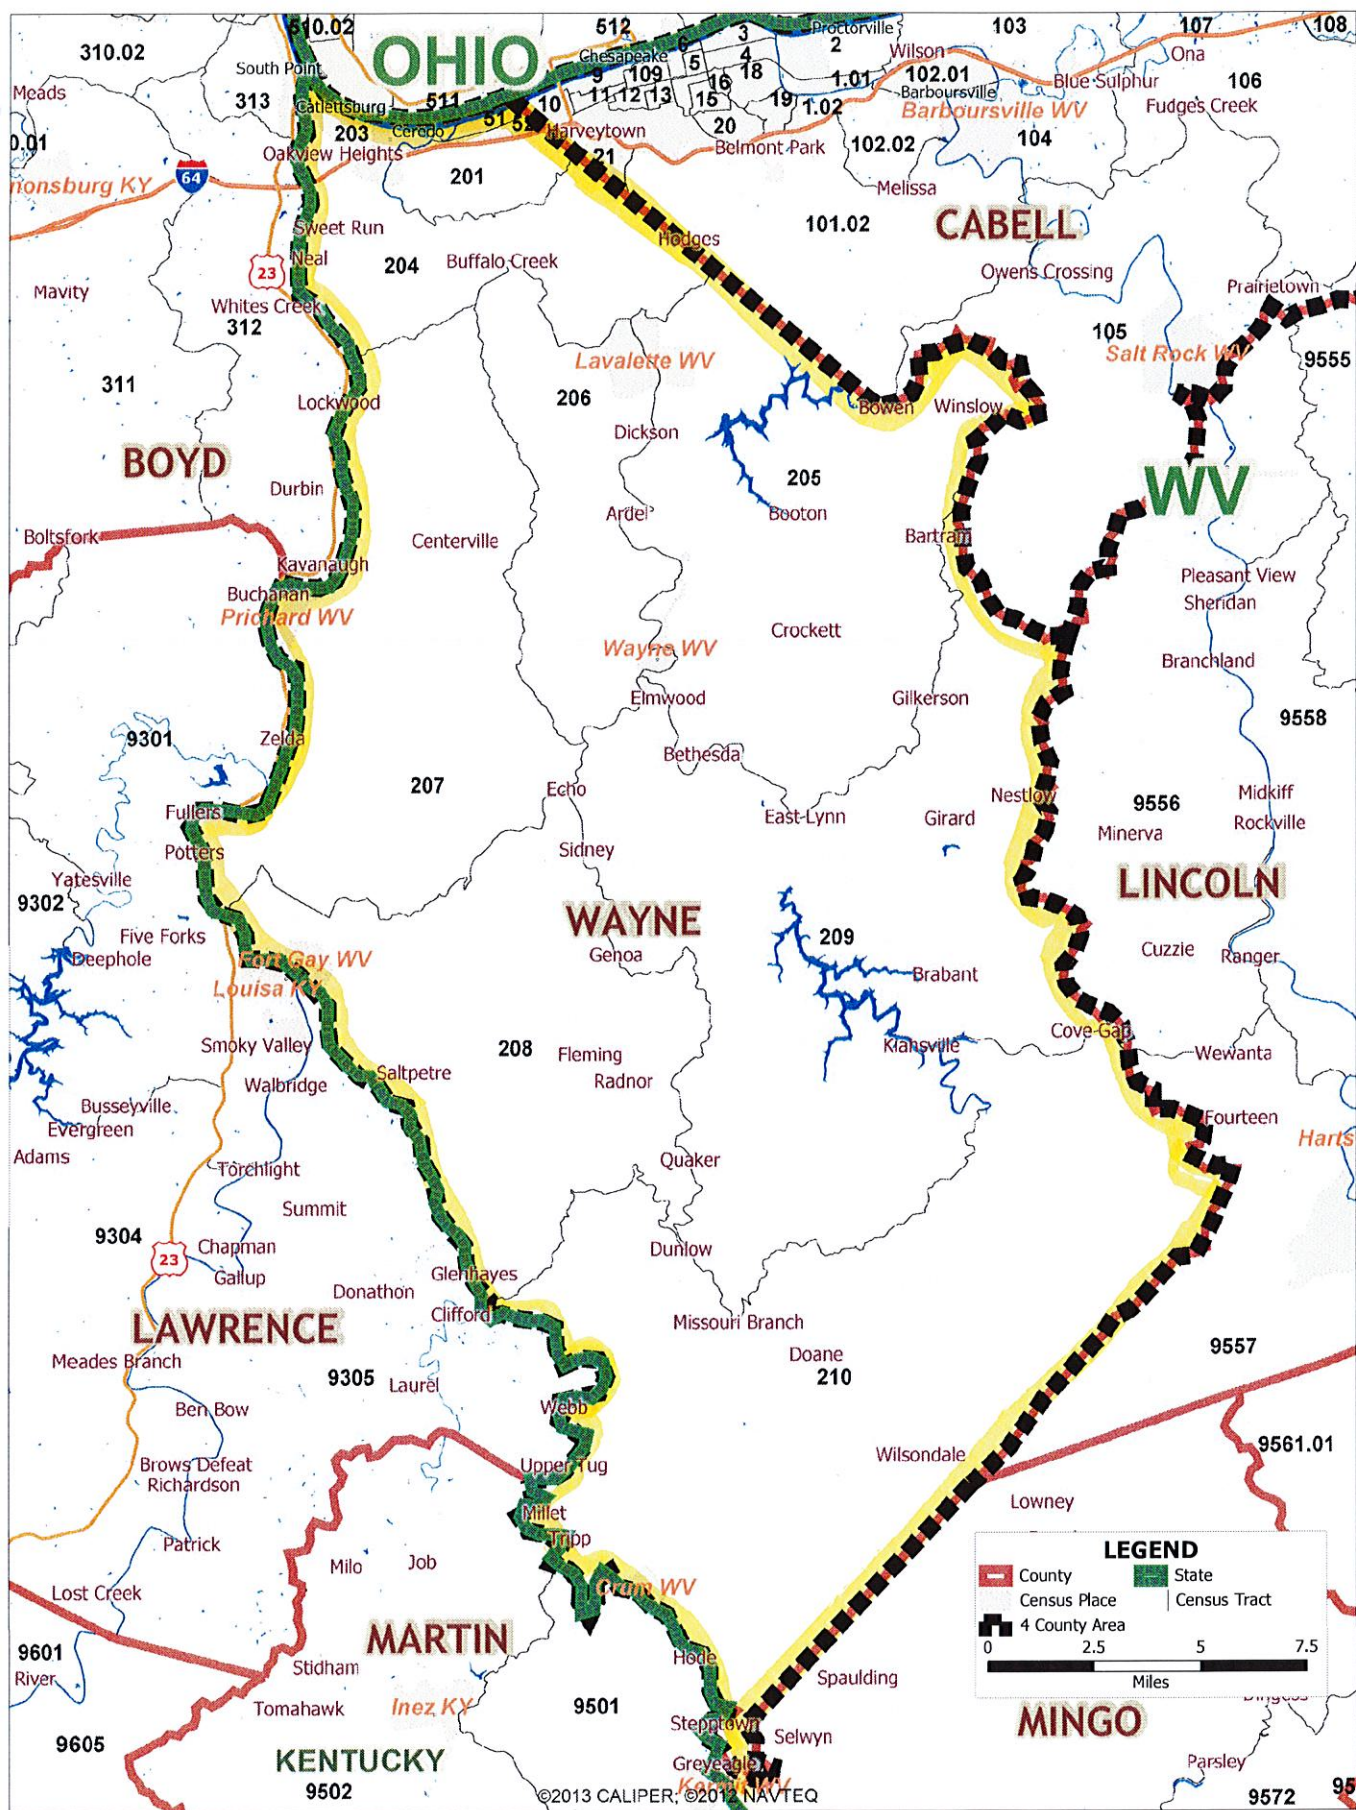 310.02
512
103
107
108
310.02
OHIO
Chesapeake
6
3
Proctorville
2
Wilson
Ona
South Point
5
4
18
9
109
16
1.01
102.01
Blue Sulphur
106
Meads
313
Catlettsburg
511
10
11
12
13
15
19
1.02
Barboursville
Barboursville WV
Fudges Creek
203
Ceredo
51
52
Harveytown
20
104
0.01
Oakview Heights
21
Belmont Park
102.02
nonsburg KY
64
201
Melissa
101.02
CABELL
Sweet Run
Hodges
Neal
204
Buffalo Creek
23
Owens Crossing
Mavity
Whites Creek
Prairietown
312
105
Lavalette WV
Salt Rock WV
9555
311
206
Lockwood
Bowen
Winslow
Dickson
BOYD
205
WV
Durbin
Ardel
Booton
Boltsfork
Centerville
Bartram
Kavanaugh
Buchanan
Pleasant View
Prichard WV
Sheridan
Crockett
Wayne WV
Branchland
Elmwood
Gilkerson
9558
9301
Zelda
Bethesda
207
Echo
Nestlow
9556
Midkiff
Fullers
East-Lynn
Girard
Rockville
Minerva
Potters
Sidney
Yatesville
LINCOLN
9302
WAYNE
Five Forks
209
Cuzzie
Deephole
Fort Gay WV
Genoa
Ranger
Louisa KY
Brabant
Smoky Valley
208
Fleming
Kiahsville
Cove-Gap
Wewanta
Saltpetre
Radnor
Walbridge
Busseyville
Fourteen
Evergreen
Harts
Adams
Torchlight
Quaker
Summit
9304
Chapman
Dunlow
23
Gallup
Glenhayes
Donathon
Clifford
Missouri Branch
LAWRENCE
9557
Meades Branch
Doane
9305
210
Laurel
Ben Bow
Webb
Wilsondale
9561.01
Brows Defeat
Upper Tug
Richardson
Lowney
Millet
Patrick
Tripp
LEGEND
Milo
Job
County
State
Lost Creek
Crum WV
Census Place
Census Tract
4 County Area
MARTIN
0
2.5
5
7.5
9601
Hode
River
Stidham
Spaulding
Miles
Tomahawk
Inez KY
9501
Stepptown
MINGO
9605
Selwyn
KENTUCKY
Greyeagle
Parsley
Kermit WV
9502
©2013 CALIPER; ©2012 NAVTEQ
9572